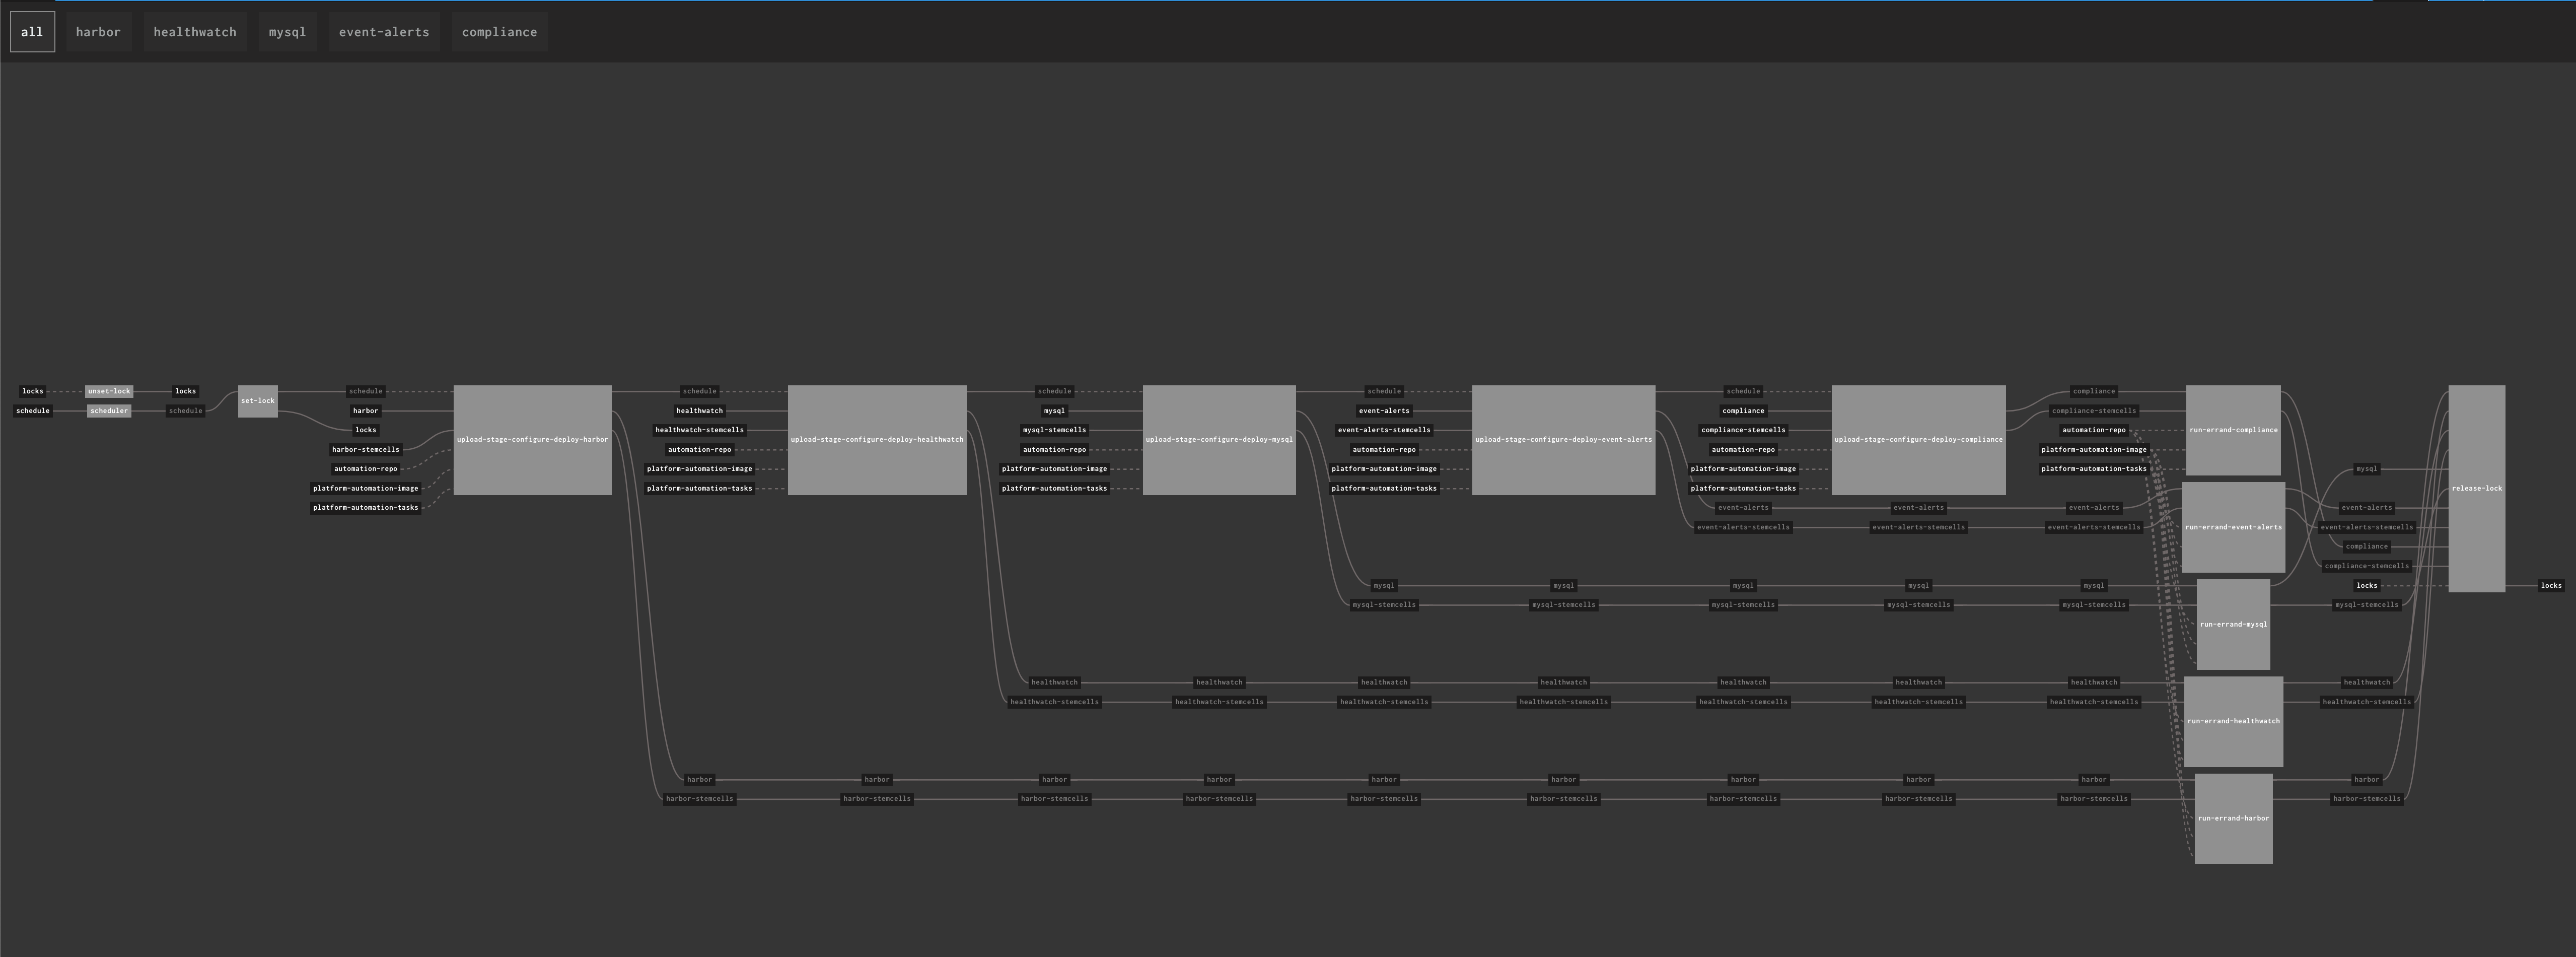 all
harbor
healthwatch
mysql
event-alerts
compliance
locks
unset-lock
locks
schedule
scheduler
schedule
set-lock
schedule
harbor
locks
harbor-stemcells
automation-repo
platform-automation-image
platform-automation-tasks
upload-stage-configure-deploy-harbor
schedule
healthwatch
healthwatch-stemcells
automation-repo
platform-automation-image
platform-automation-tasks
upload-stage-configure-deploy-healthwatch
schedule
mysql
mysql-stemcells
automation-repo
platform-automation-image
platform-automation-tasks
upload-stage-configure-deploy-mysql
schedule
event-alerts
event-alerts-stemcells
automation-repo
platform-automation-image
platform-automation-tasks
upload-stage-configure-deploy-event-alerts
schedule
compliance
compliance-stemcells
automation-repo
platform-automation-image
platform-automation-tasks
upload-stage-configure-deploy-compliance
compliance
compliance-stemcells
automation-repo
platform-automation-image
platform-automation-tasks
run-errand-compliance
event-alerts
event-alerts
event-alerts
event-alerts-stemcells
event-alerts-stemcells
event-alerts-stemcells
run-errand-event-alerts
mysql
mysql
mysql
mysql
mysql
mysql-stemcells
mysql-stemcells
mysql-stemcells
mysql-stemcells
mysql-stemcells
run-errand-mysql
healthwatch
healthwatch
healthwatch
healthwatch
healthwatch
healthwatch
healthwatch
healthwatch-stemcells
healthwatch-stemcells
healthwatch-stemcells
healthwatch-stemcells
healthwatch-stemcells
healthwatch-stemcells
healthwatch-stemcells
run-errand-healthwatch
harbor
harbor
harbor
harbor
harbor
harbor
harbor
harbor
harbor
harbor-stemcells
harbor-stemcells
harbor-stemcells
harbor-stemcells
harbor-stemcells
harbor-stemcells
harbor-stemcells
harbor-stemcells
harbor-stemcells
run-errand-harbor
mysql
event-alerts
event-alerts-stemcells
compliance
compliance-stemcells
locks
mysql-stemcells
healthwatch
healthwatch-stemcells
harbor
harbor-stemcells
release-lock
locks